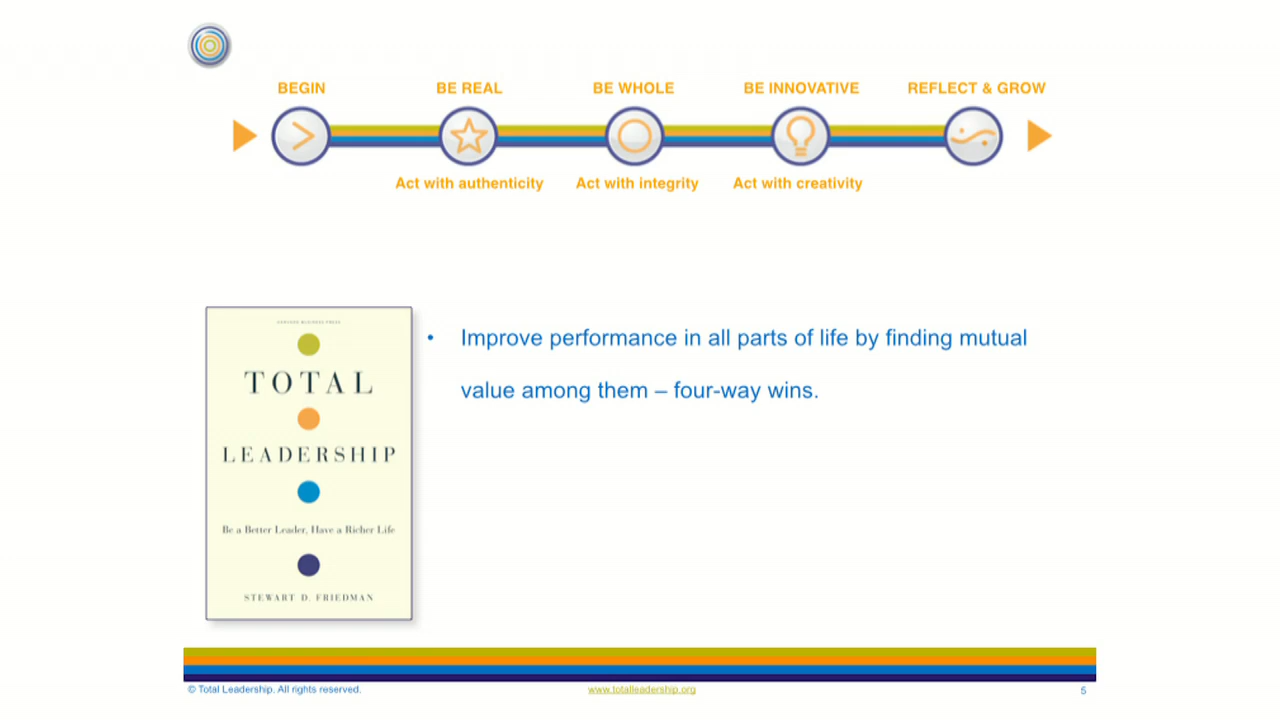 BEGIN BE REAL BE WHOLE BE INNOVATIVE REFLECT & GROW
Act with authenticity Act with integrity Act with creativity
HARVARD BUSINESS PRESS
TOTAL
LEADERSHIP
Be a Better Leader, Have a Richer Life
STEWART D. FRIEDMAN
• Improve performance in all parts of life by finding mutual
value among them – four-way wins.
© Total Leadership. All rights reserved. www.totalleadership.org 5